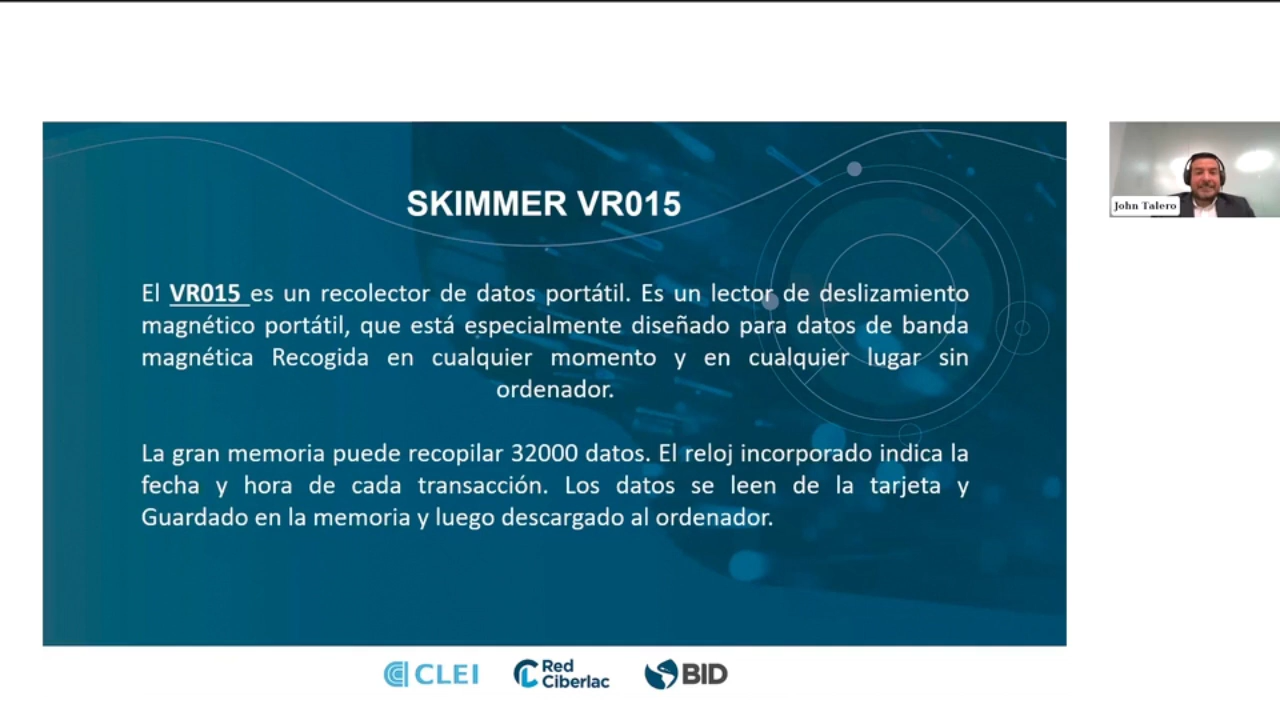 SKIMMER VR015
El VR015 es un recolector de datos portátil. Es un lector de deslizamiento
magnético portátil, que está especialmente diseñado para datos de banda
magnética Recogida en cualquier momento y en cualquier lugar sin
ordenador.
La gran memoria puede recopilar 32000 datos. El reloj incorporado indica la
fecha y hora de cada transacción. Los datos se leen de la tarjeta y
Guardado en la memoria y luego descargado al ordenador.
John Talero
CLEI
Red
Ciberlac
BID